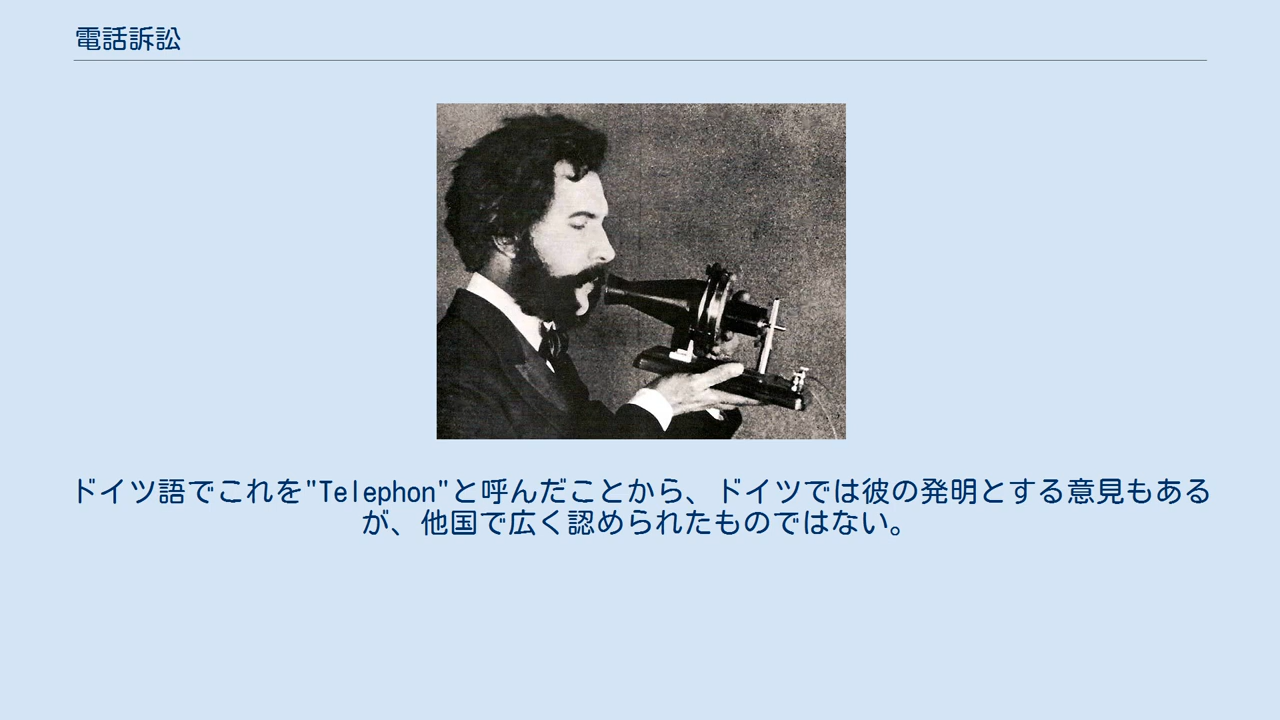 電話訴訟
ドイツ語でこれを"Telephon"と呼んだことから、ドイツでは彼の発明とする意見もある
が、他国で広く認められたものではない。